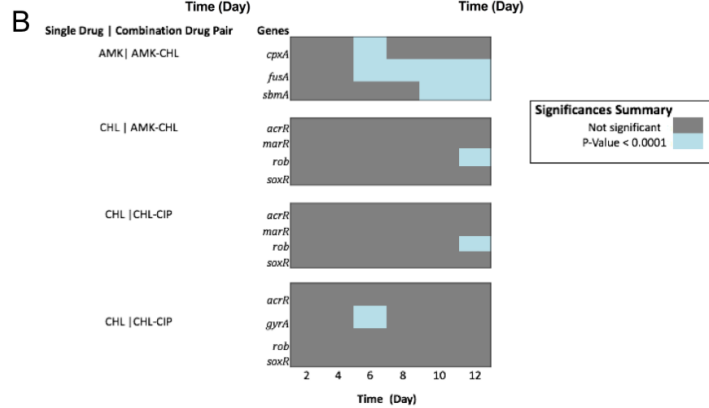 Time (Day) Time (Day)
B
Single Drug | Combination Drug Pair Genes
AMK| AMK-CHL
cpxA
fusA
sbmA
Significances Summary
Not significant
P-Value < 0.0001
CHL | AMK-CHL
acrR
marR
rob
soxR
CHL |CHL-CIP
acrR
marR
rob
soxR
CHL |CHL-CIP
acrR
gyrA
rob
soxR
2 4 6 8 10 12
Time (Day)